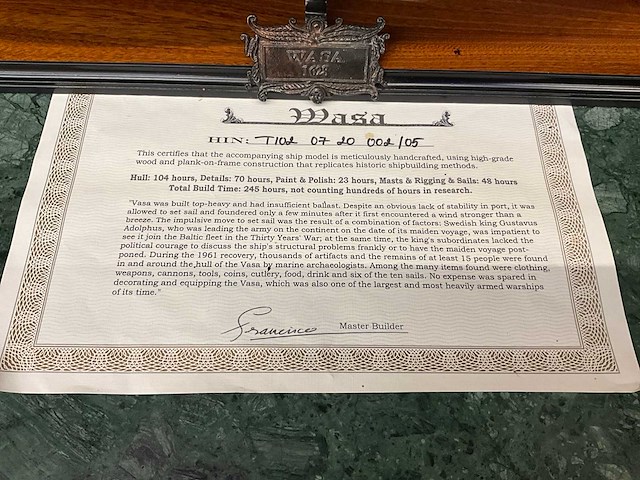 WASA
1628
Wasa
HIN: T102 07 20 002/05
This certifies that the accompanying ship model is meticulously handcrafted, using high-grade
wood and plank-on-frame construction that replicates historic shipbuilding methods.
Hull: 104 hours, Details: 70 hours, Paint & Polish: 23 hours, Masts & Rigging & Sails: 48 hours
Total Build Time: 245 hours, not counting hundreds of hours in research.
"Vasa was built top-heavy and had insufficient ballast. Despite an obvious lack of stability in port, it was
allowed to set sail and foundered only a few minutes after it first encountered a wind stronger than a
breeze. The impulsive move to set sail was the result of a combination of factors: Swedish king Gustavus
Adolphus, who was leading the army on the continent on the date of its maiden voyage, was impatient to
see it join the Baltic fleet in the Thirty Years' War; at the same time, the king's subordinates lacked the
political courage to discuss the ship's structural problems frankly or to have the maiden voyage post-
poned. During the 1961 recovery, thousands of artifacts and the remains of at least 15 people were found
in and around the hull of the Vasa by marine archaeologists. Among the many items found were clothing,
weapons, cannons, tools, coins, cutlery, food, drink and six of the ten sails. No expense was spared in
decorating and equipping the Vasa, which was also one of the largest and most heavily armed warships
of its time."
Francisco Master Builder